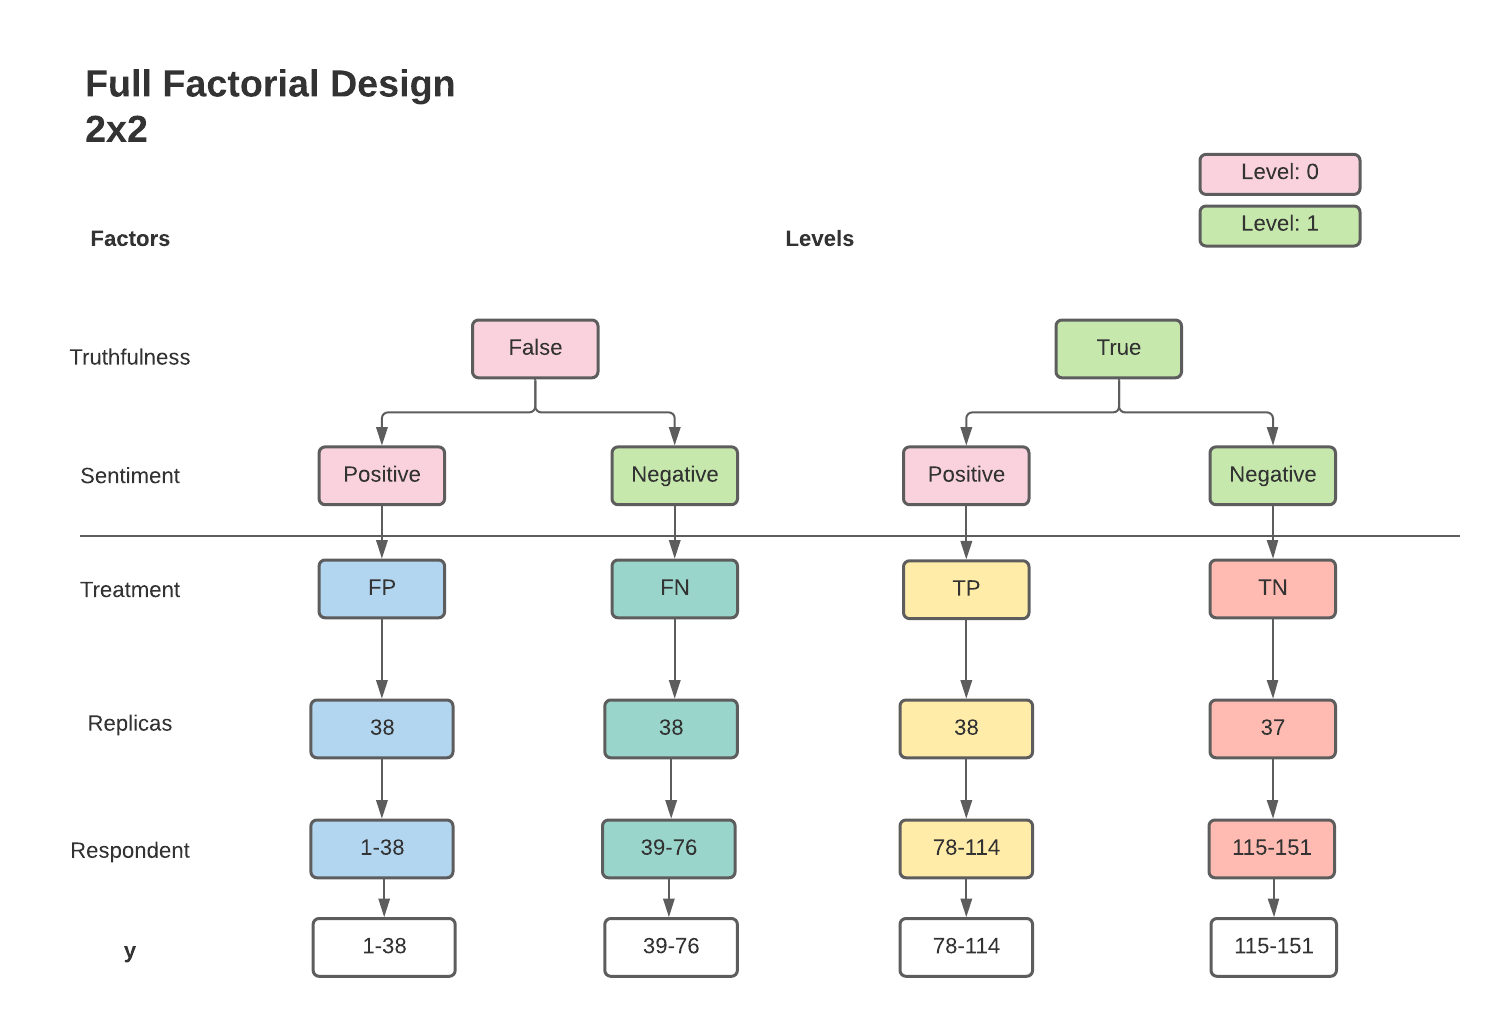 Full Factorial Design
2x2
Level: 0
Level: 1
Factors
Levels
Truthfulness
False
True
Sentiment
Positive
Negative
Positive
Negative
Treatment
FP
FN
TP
TN
Replicas
38
38
38
37
Respondent
1-38
39-76
78-114
115-151
y
1-38
39-76
78-114
115-151